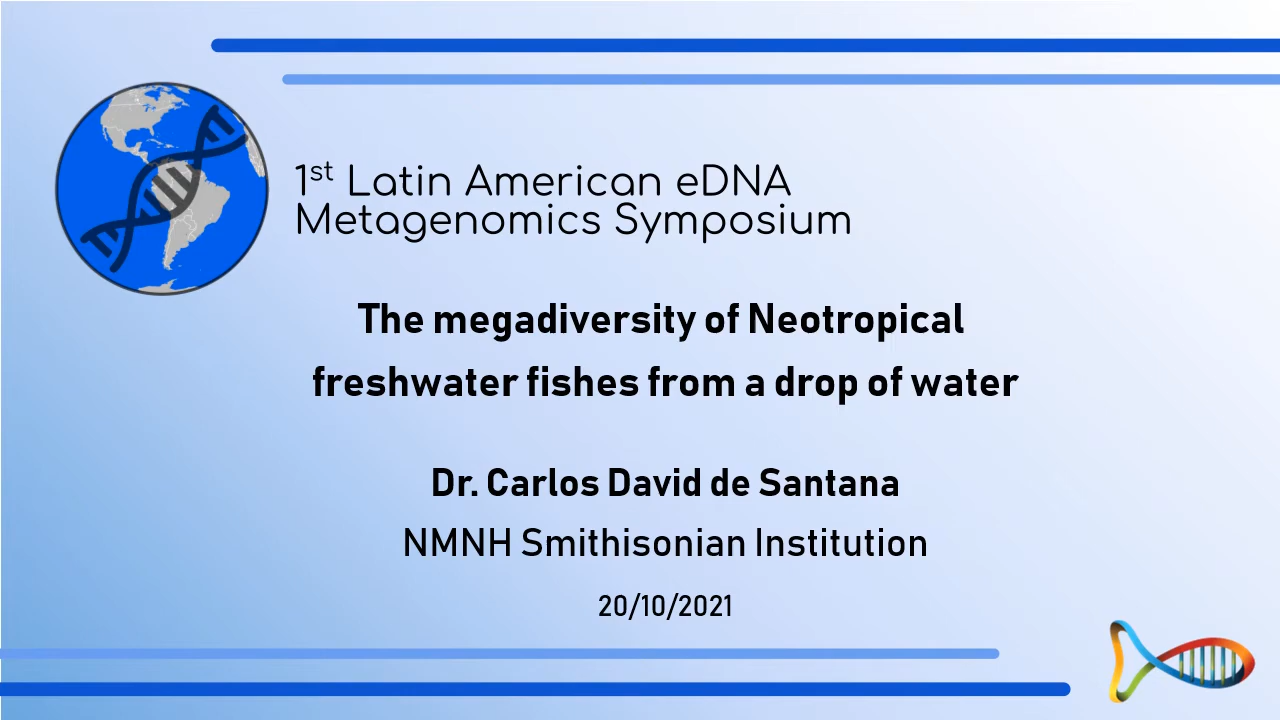 1st Latin American eDNA
Metagenomics Symposium
The megadiversity of Neotropical
freshwater fishes from a drop of water
Dr. Carlos David de Santana
NMNH Smithisonian Institution
20/10/2021